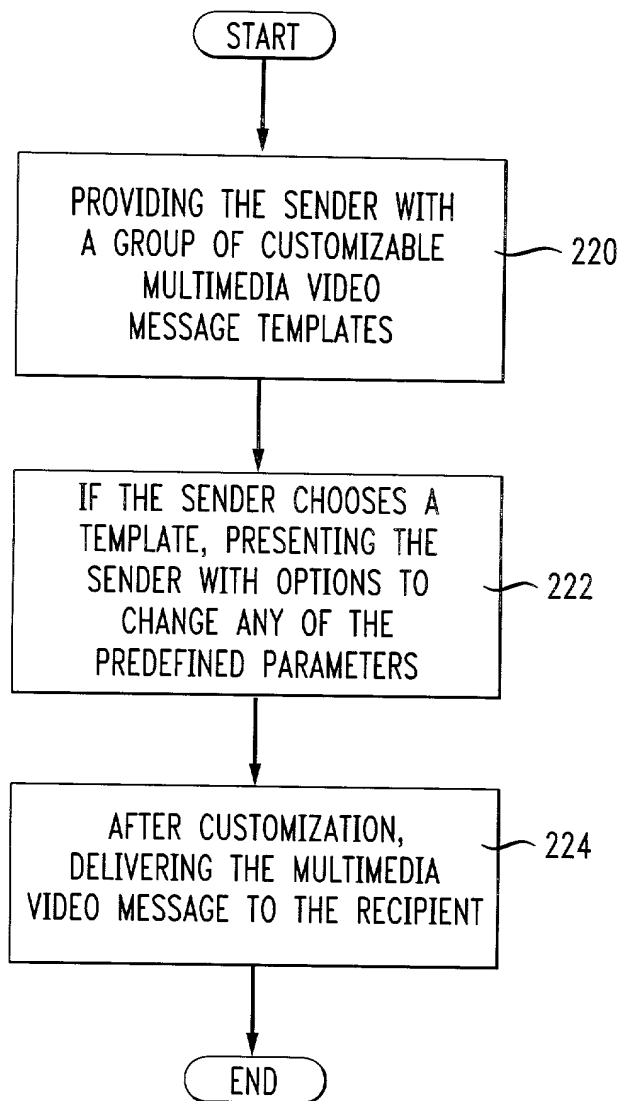 START
PROVIDING THE SENDER WITH
A GROUP OF CUSTOMIZABLE
MULTIMEDIA VIDEO
MESSAGE TEMPLATES
220
IF THE SENDER CHOOSES A
TEMPLATE, PRESENTING THE
SENDER WITH OPTIONS TO
CHANGE ANY OF THE
PREDEFINED PARAMETERS
222
AFTER CUSTOMIZATION,
DELIVERING THE MULTIMEDIA
VIDEO MESSAGE TO THE RECIPIENT
224
END